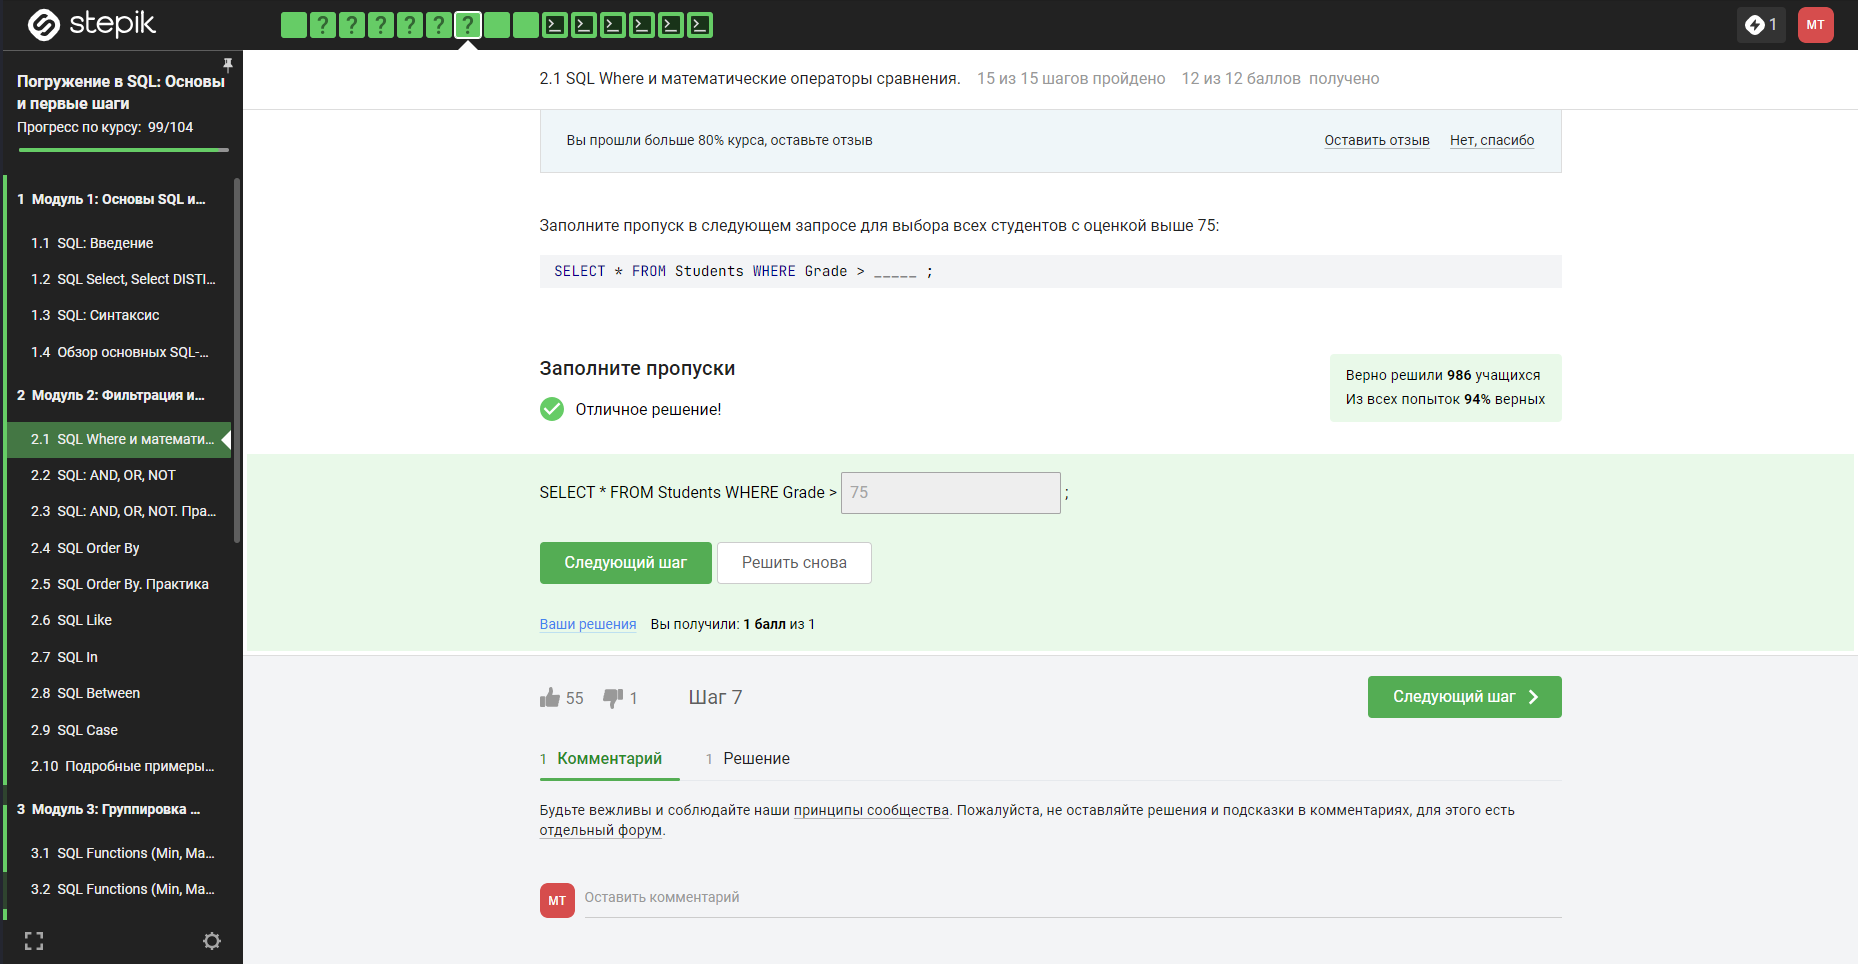 stepik
? ? ? ? ? ?
1
MT
Погружение в SQL: Основы
и первые шаги
Прогресс по курсу: 99/104
1 Модуль 1: Основы SQL и...
1.1 SQL: Введение
1.2 SQL Select, Select DISTI...
1.3 SQL: Синтаксис
1.4 Обзор основных SQL-...
2 Модуль 2: Фильтрация и...
2.1 SQL Where и математи...
2.2 SQL: AND, OR, NOT
2.3 SQL: AND, OR, NOT. Пра...
2.4 SQL Order By
2.5 SQL Order By. Практика
2.6 SQL Like
2.7 SQL In
2.8 SQL Between
2.9 SQL Case
2.10 Подробные примеры...
3 Модуль 3: Группировка ...
3.1 SQL Functions (Min, Ma...
3.2 SQL Functions (Min, Ma...
2.1 SQL Where и математические операторы сравнения. 15 из 15 шагов пройдено 12 из 12 баллов получено
Вы прошли больше 80% курса, оставьте отзыв Оставить отзыв Нет, спасибо
Заполните пропуск в следующем запросе для выбора всех студентов с оценкой выше 75:
SELECT * FROM Students WHERE Grade > _____ ;
Заполните пропуски
Отличное решение!
Верно решили 986 учащихся
Из всех попыток 94% верных
SELECT * FROM Students WHERE Grade > 75 ;
Следующий шаг Решить снова
Ваши решения Вы получили: 1 балл из 1
55 1 Шаг 7 Следующий шаг
1 Комментарий 1 Решение
Будьте вежливы и соблюдайте наши принципы сообщества. Пожалуйста, не оставляйте решения и подсказки в комментариях, для этого есть
отдельный форум.
MT Оставить комментарий